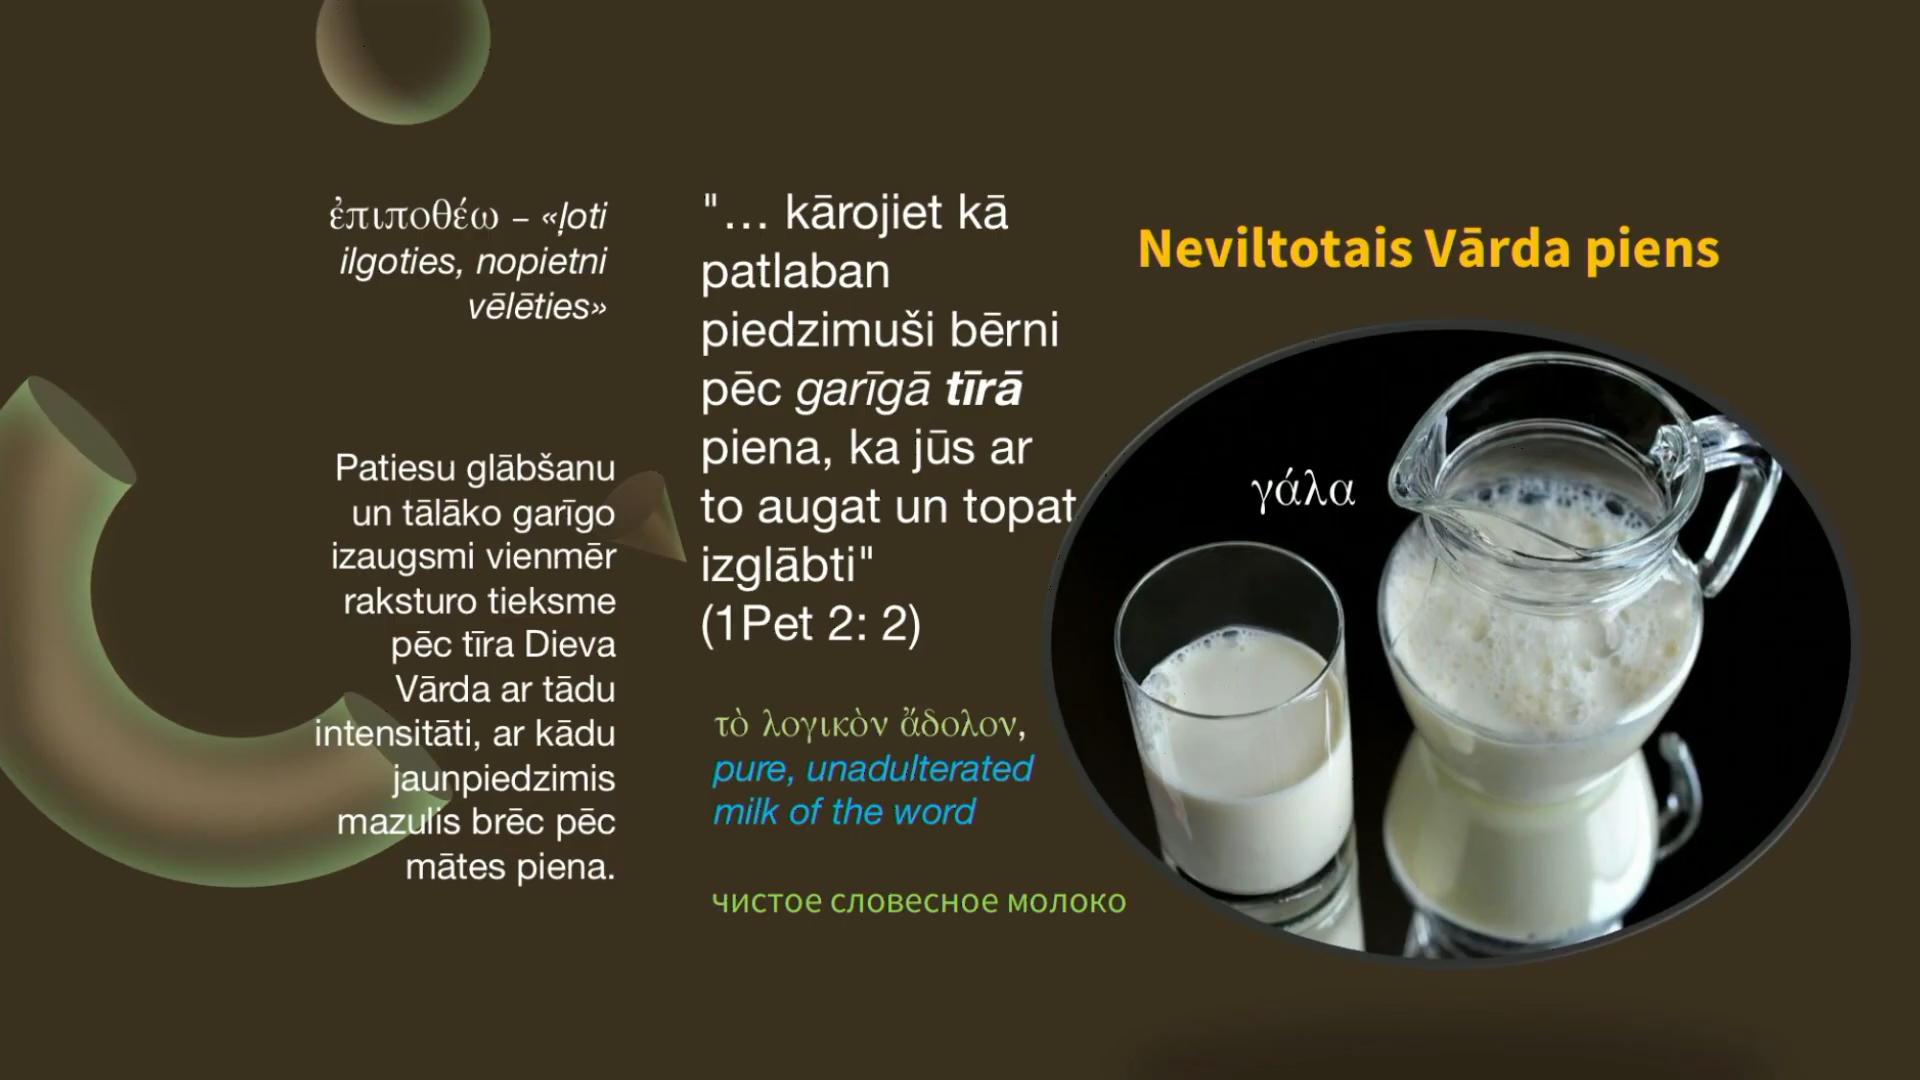 ἐπιποθέω – «ļoti
ilgoties, nopietni
vēlēties»
Patiesu glābšanu
un tālāko garīgo
izaugsmi vienmēr
raksturo tieksme
pēc tīra Dieva
Vārda ar tādu
intensitāti, ar kādu
jaunpiedzimis
mazulis brēc pēc
mātes piena.
"... kārojiet kā
patlaban
piedzimuši bērni
pēc garīgā tīrā
piena, ka jūs ar
to augat un topat
izglābti"
(1Pet 2: 2)
τὸ λογικὸν ἄδολον,
pure, unadulterated
milk of the word
чистое словесное молоко
Neviltotais Vārda piens
γάλα